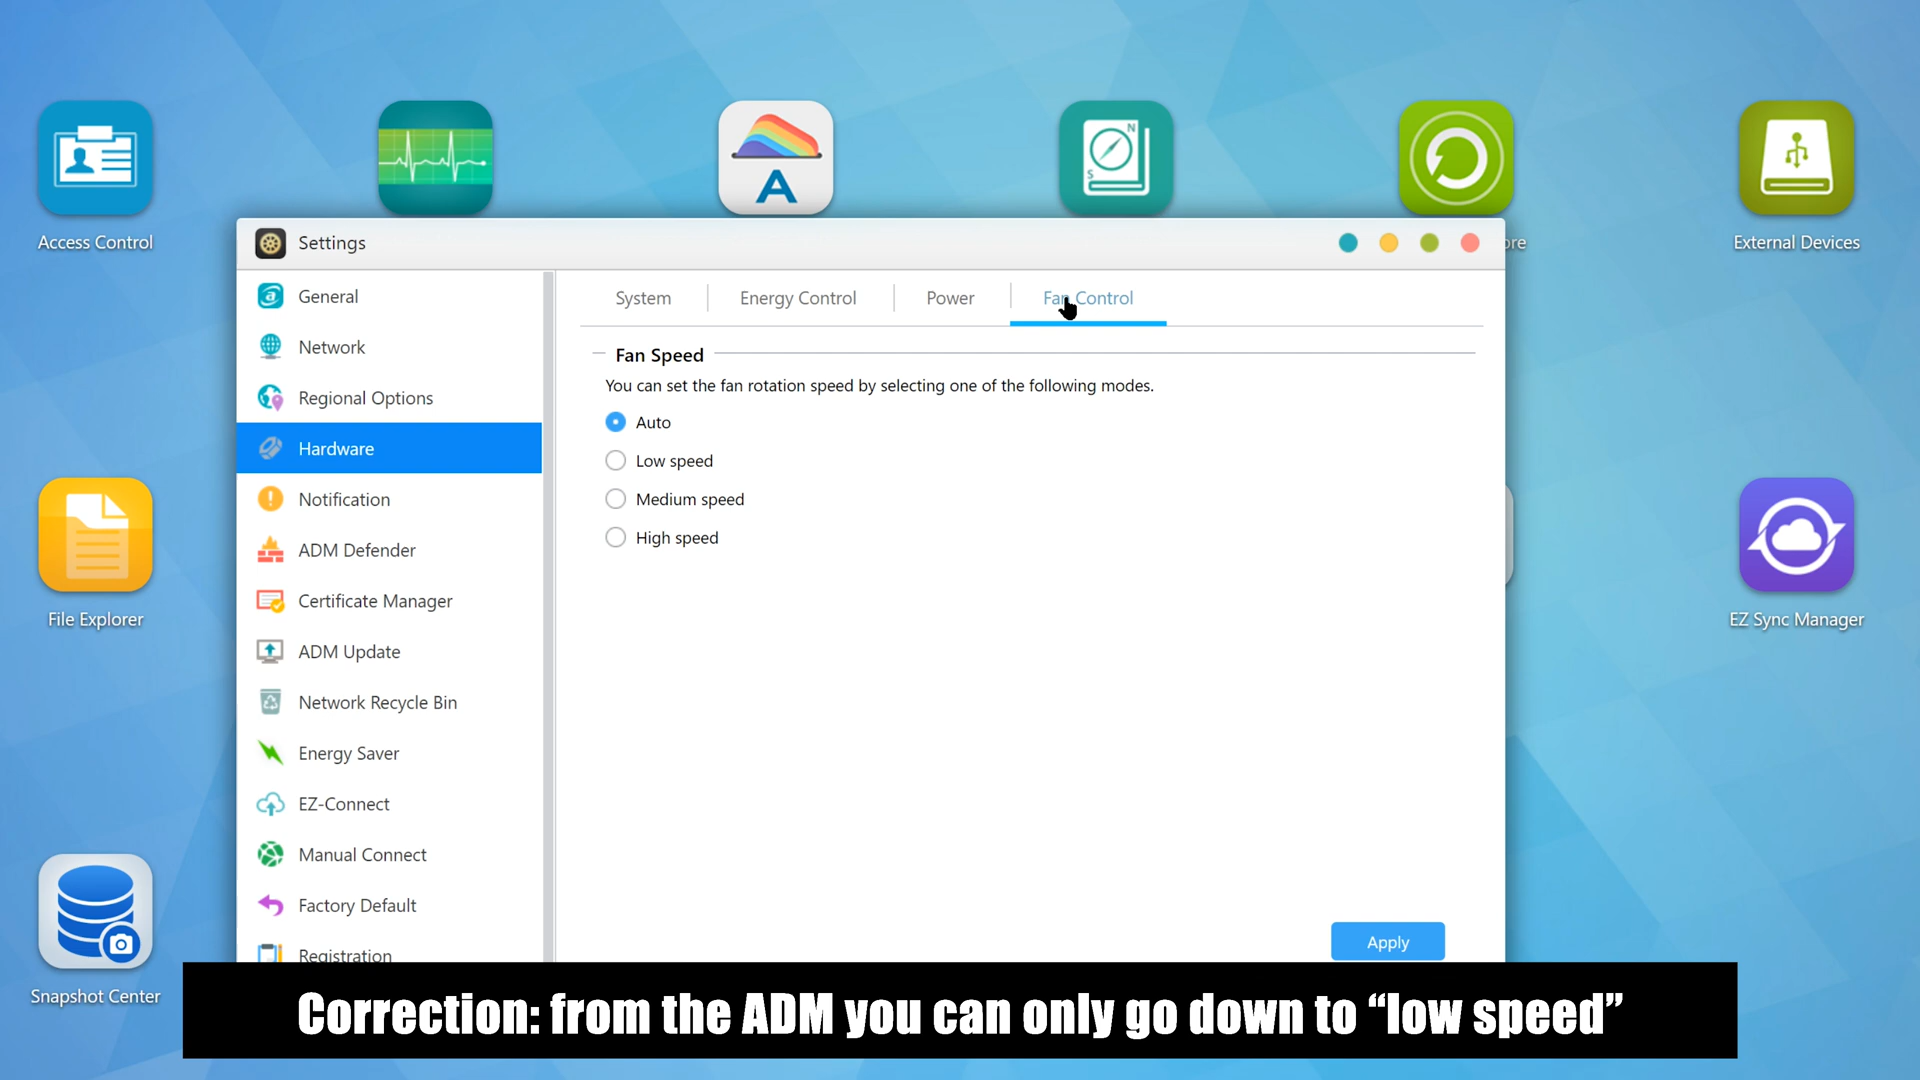 Access Control
N
S
A
External Devices
Settings
ore
General
Network
Regional Options
Hardware
Notification
ADM Defender
Certificate Manager
ADM Update
Network Recycle Bin
Energy Saver
EZ-Connect
Manual Connect
Factory Default
Registration
System
Energy Control
Power
Fan Control
Fan Speed
You can set the fan rotation speed by selecting one of the following modes.
Auto
Low speed
Medium speed
High speed
Apply
File Explorer
EZ Sync Manager
Snapshot Center
Correction: from the ADM you can only go down to “low speed”